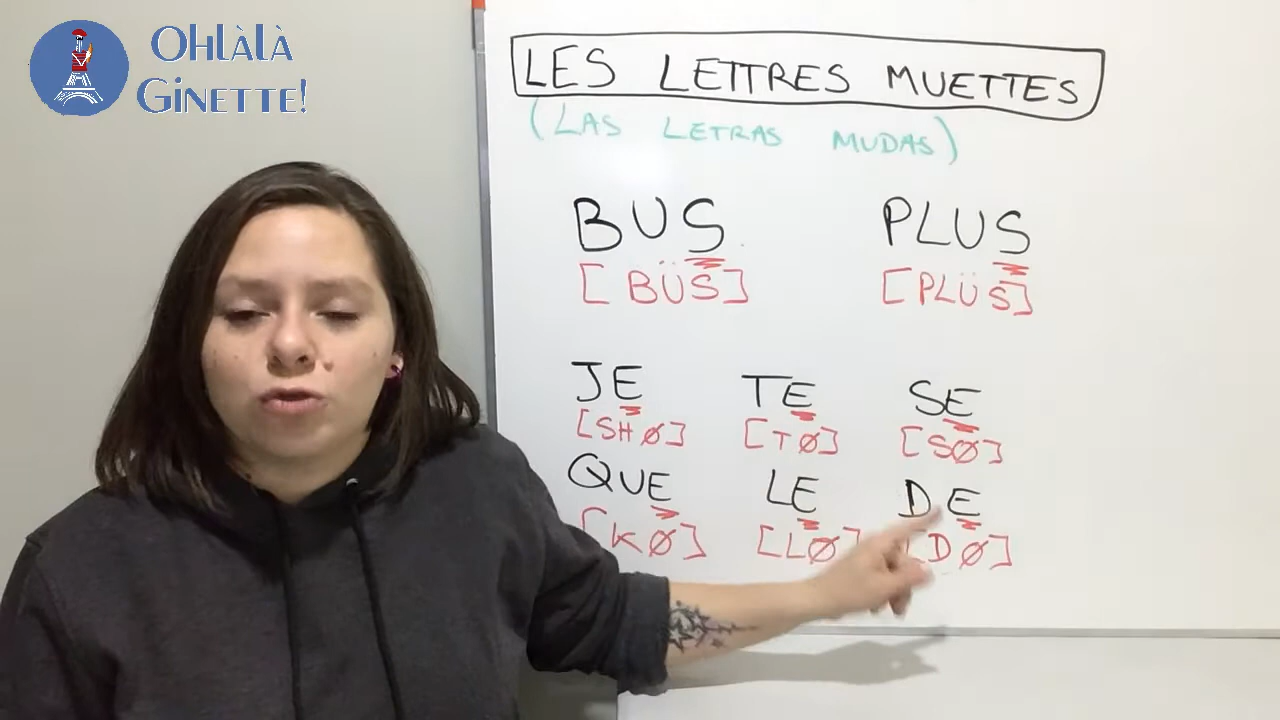 OHLÀLÀ
GINETTE!
LES LETTRES MUETTES
(LAS LETRAS MUDAS)
BUS PLUS
[BÜS] [PLÜS]
JE TE SE
[SHØ] [TØ] [SØ]
QUE LE DE
[KØ] [LØ] [DØ]